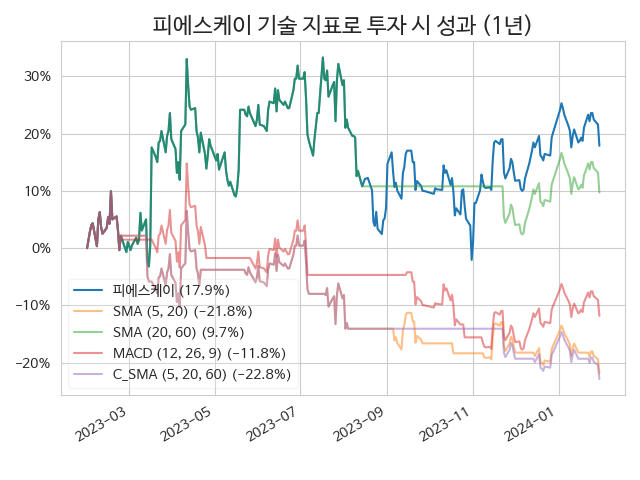 피에스케이 기술 지표로 투자 시 성과 (1년)
30%
20%
10%
0%
−10%
−20%
피에스케이 (17.9%)
SMA (5, 20) (−21.8%)
SMA (20, 60) (9.7%)
MACD (12, 26, 9) (−11.8%)
C_SMA (5, 20, 60) (−22.8%)
2023−03
2023−05
2023−07
2023−09
2023−11
2024−01